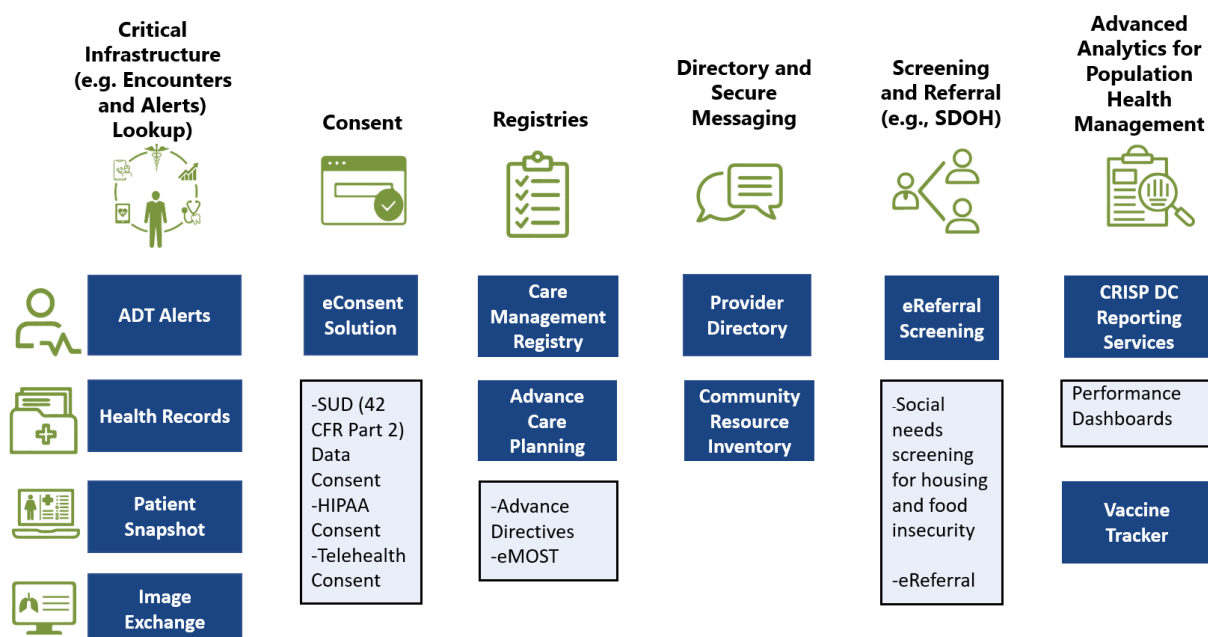 Critical
Infrastructure
(e.g. Encounters
and Alerts)
Lookup)
ADT Alerts
Health Records
Patient
Snapshot
Image
Exchange
Consent
eConsent
Solution
-SUD (42
CFR Part 2)
Data
Consent
-HIPAA
Consent
-Telehealth
Consent
Registries
Care
Management
Registry
Advance
Care
Planning
-Advance
Directives
-eMOST
Directory and
Secure
Messaging
Provider
Directory
Community
Resource
Inventory
Screening
and Referral
(e.g., SDOH)
eReferral
Screening
-Social
needs
screening
for housing
and food
insecurity
-eReferral
Advanced
Analytics for
Population
Health
Management
CRISP DC
Reporting
Services
Performance
Dashboards
Vaccine
Tracker